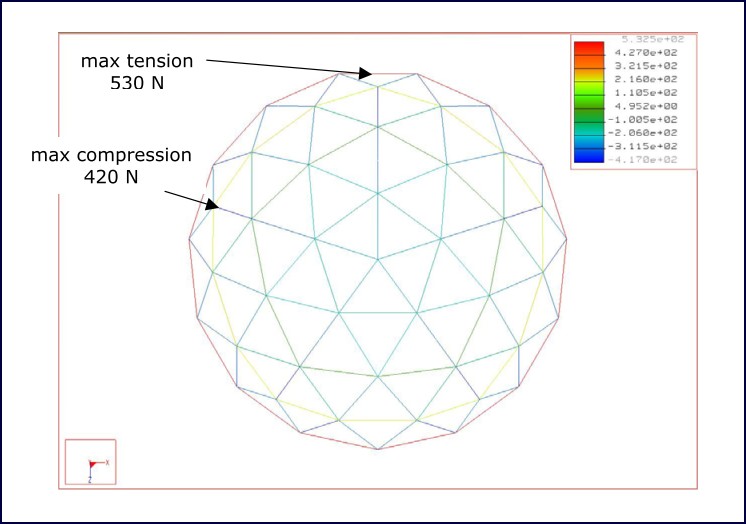 max tension
530 N
max compression
420 N
5.325e+02
4.270e+02
3.215e+02
2.160e+02
1.105e+02
4.952e+00
-1.005e+02
-2.060e+02
-3.115e+02
-4.170e+02
x
z